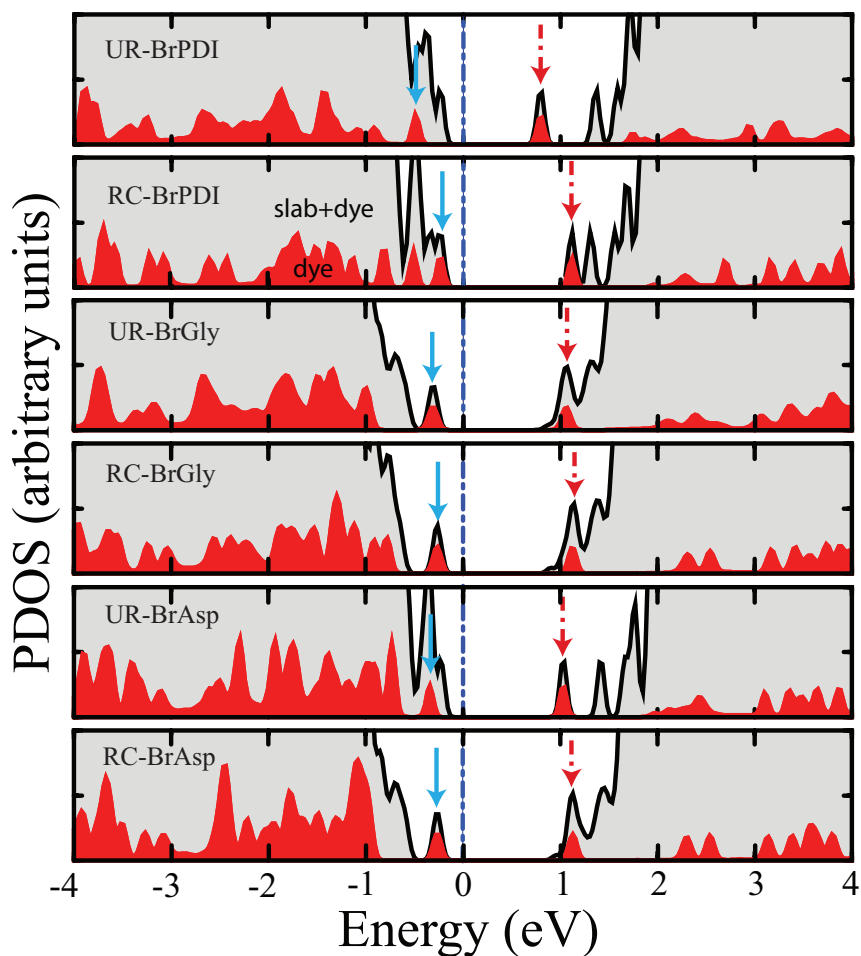 PDOS (arbitrary units)
UR-BrPDI
RC-BrPDI
slab+dye
dye
UR-BrGly
RC-BrGly
UR-BrAsp
RC-BrAsp
-4 -3 -2 -1 0 1 2 3 4
Energy (eV)